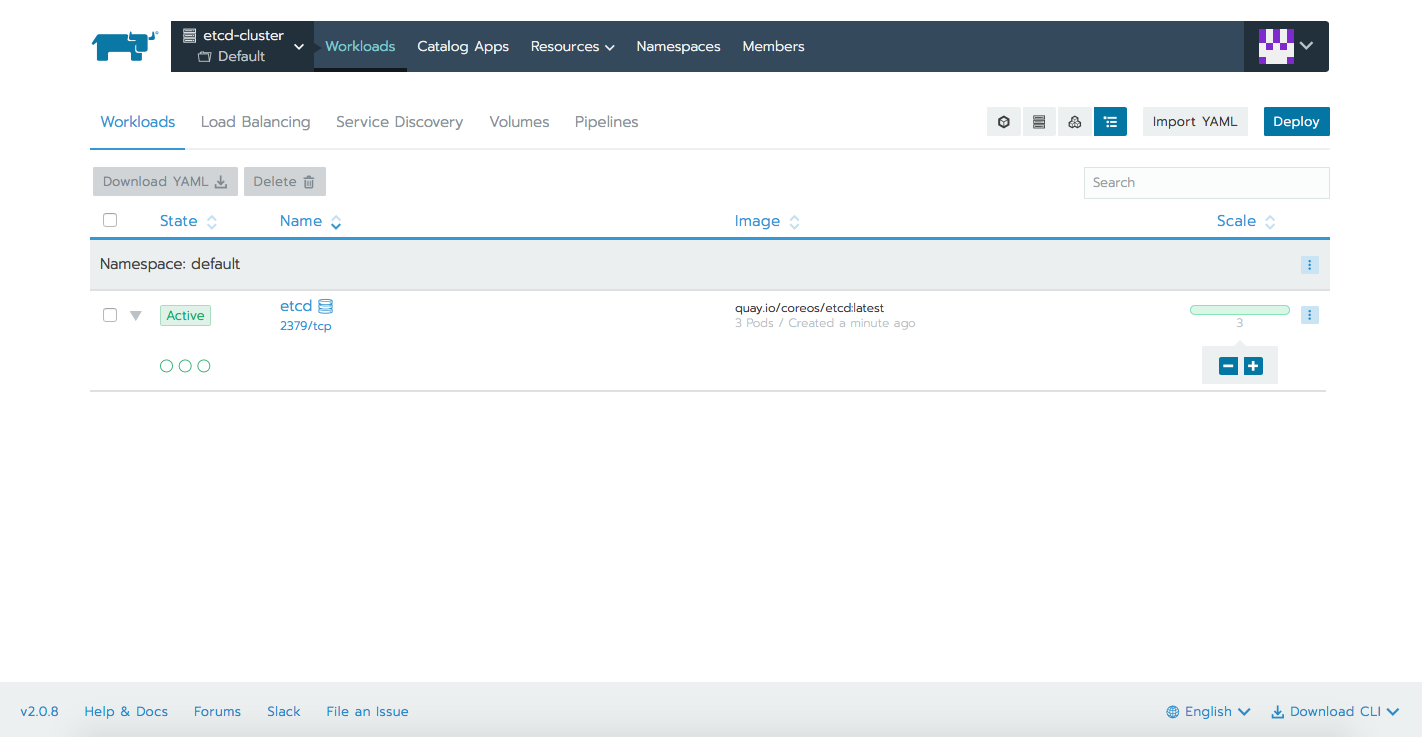 etcd-cluster
Default
Workloads Catalog Apps Resources Namespaces Members
Workloads Load Balancing Service Discovery Volumes Pipelines Import YAML Deploy
Download YAML Delete Search
State Name Image Scale
Namespace: default
Active etcd quay.io/coreos/etcd:latest
2379/tcp 3 Pods / Created a minute ago 3
v2.0.8 Help & Docs Forums Slack File an Issue English Download CLI